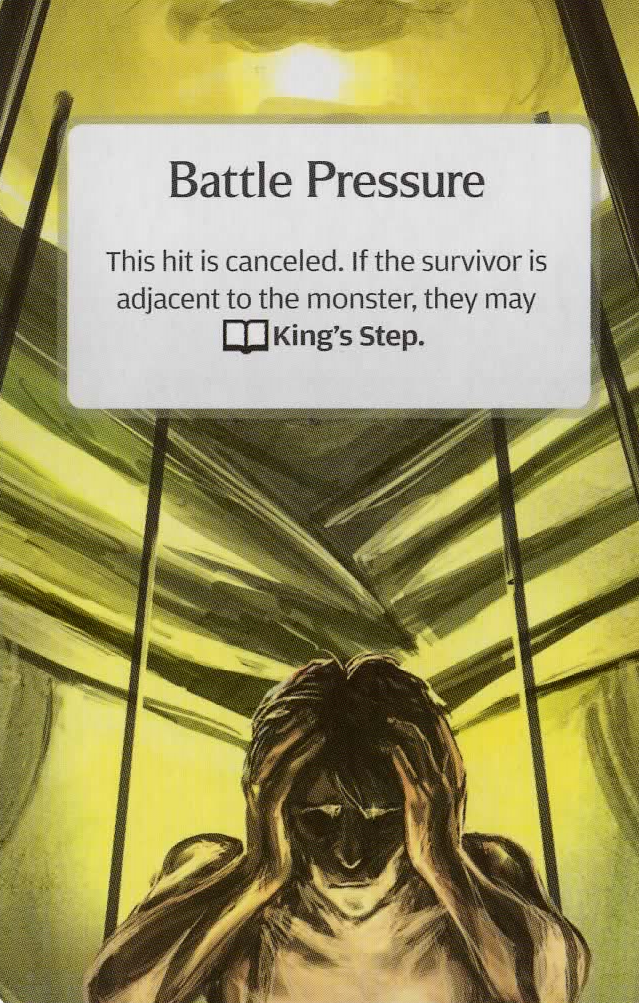 Battle Pressure
This hit is canceled. If the survivor is
adjacent to the monster, they may
King's Step.